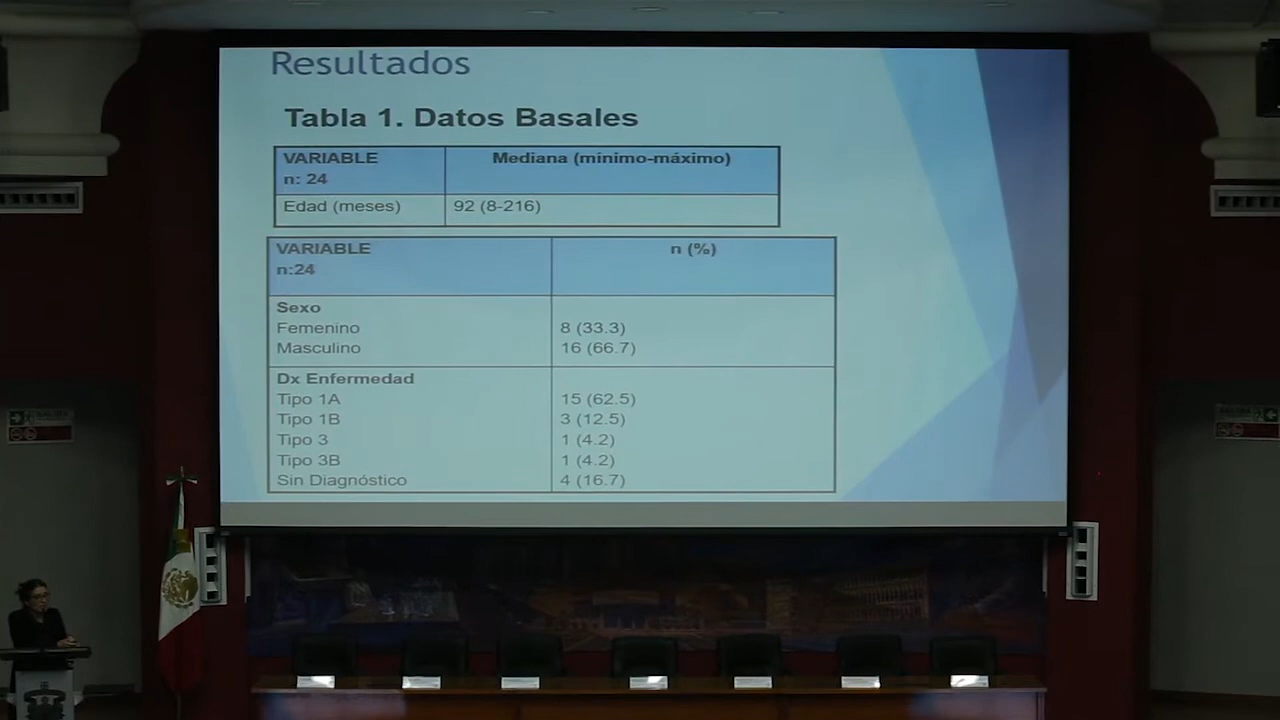 Resultados
Tabla 1. Datos Basales
VARIABLE Mediana (mínimo-máximo)
n: 24
Edad (meses) 92 (8-216)
VARIABLE n (%)
n:24
Sexo
Femenino 8 (33.3)
Masculino 16 (66.7)
Dx Enfermedad
Tipo 1A 15 (62.5)
Tipo 1B 3 (12.5)
Tipo 3 1 (4.2)
Tipo 3B 1 (4.2)
Sin Diagnóstico 4 (16.7)